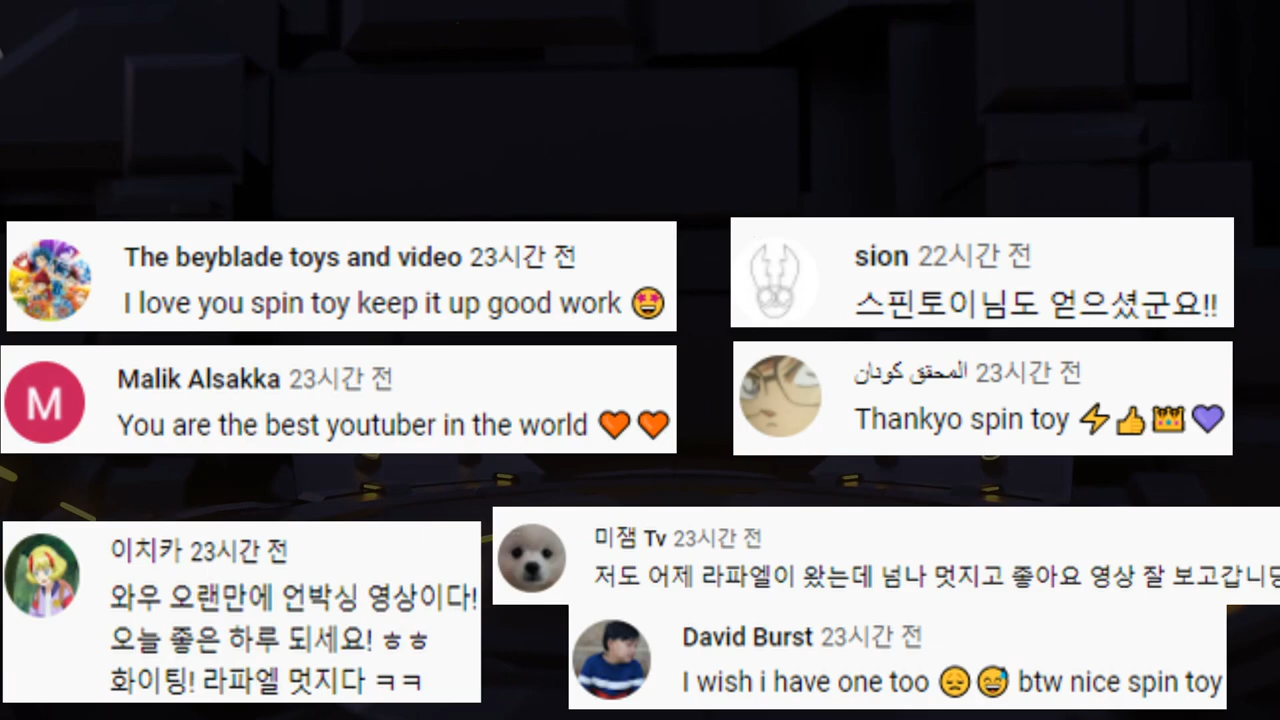 The beyblade toys and video 23시간 전
I love you spin toy keep it up good work 🤩
sion 22시간 전
스핀토이님도 얻으셨군요!!
Malik Alsakka 23시간 전
You are the best youtuber in the world 🧡🧡
المحقق كونان 23시간 전
Thankyo spin toy ⚡👍👑💜
M
이치카 23시간 전
와우 오랜만에 언박싱 영상이다!
오늘 좋은 하루 되세요! ㅎㅎ
화이팅! 라파엘 멋지다 ㅋㅋ
미잼 Tv 23시간 전
저도 어제 라파엘이 왔는데 넘나 멋지고 좋아요 영상 잘 보고갑니덩
David Burst 23시간 전
I wish i have one too 😞😅 btw nice spin toy